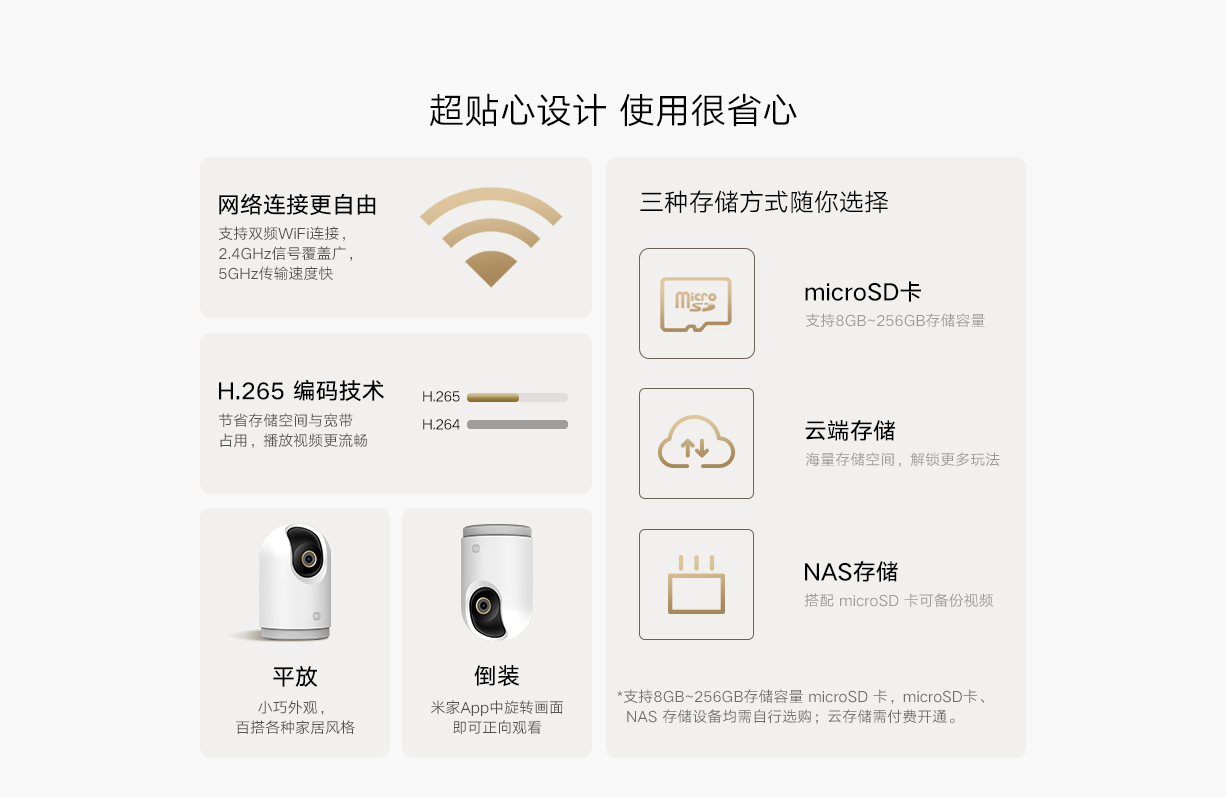 超贴心设计 使用很省心
网络连接更自由
支持双频WiFi连接，
2.4GHz信号覆盖广，
5GHz传输速度快
H.265 编码技术
节省存储空间与宽带
占用，播放视频更流畅
H.265
H.264
平放
小巧外观，
百搭各种家居风格
倒装
米家App中旋转画面
即可正向观看
三种存储方式随你选择
micro
SD
microSD卡
支持8GB~256GB存储容量
云端存储
海量存储空间，解锁更多玩法
NAS存储
搭配 microSD 卡可备份视频
*支持8GB~256GB存储容量 microSD 卡，microSD卡、
NAS 存储设备均需自行选购；云存储需付费开通。